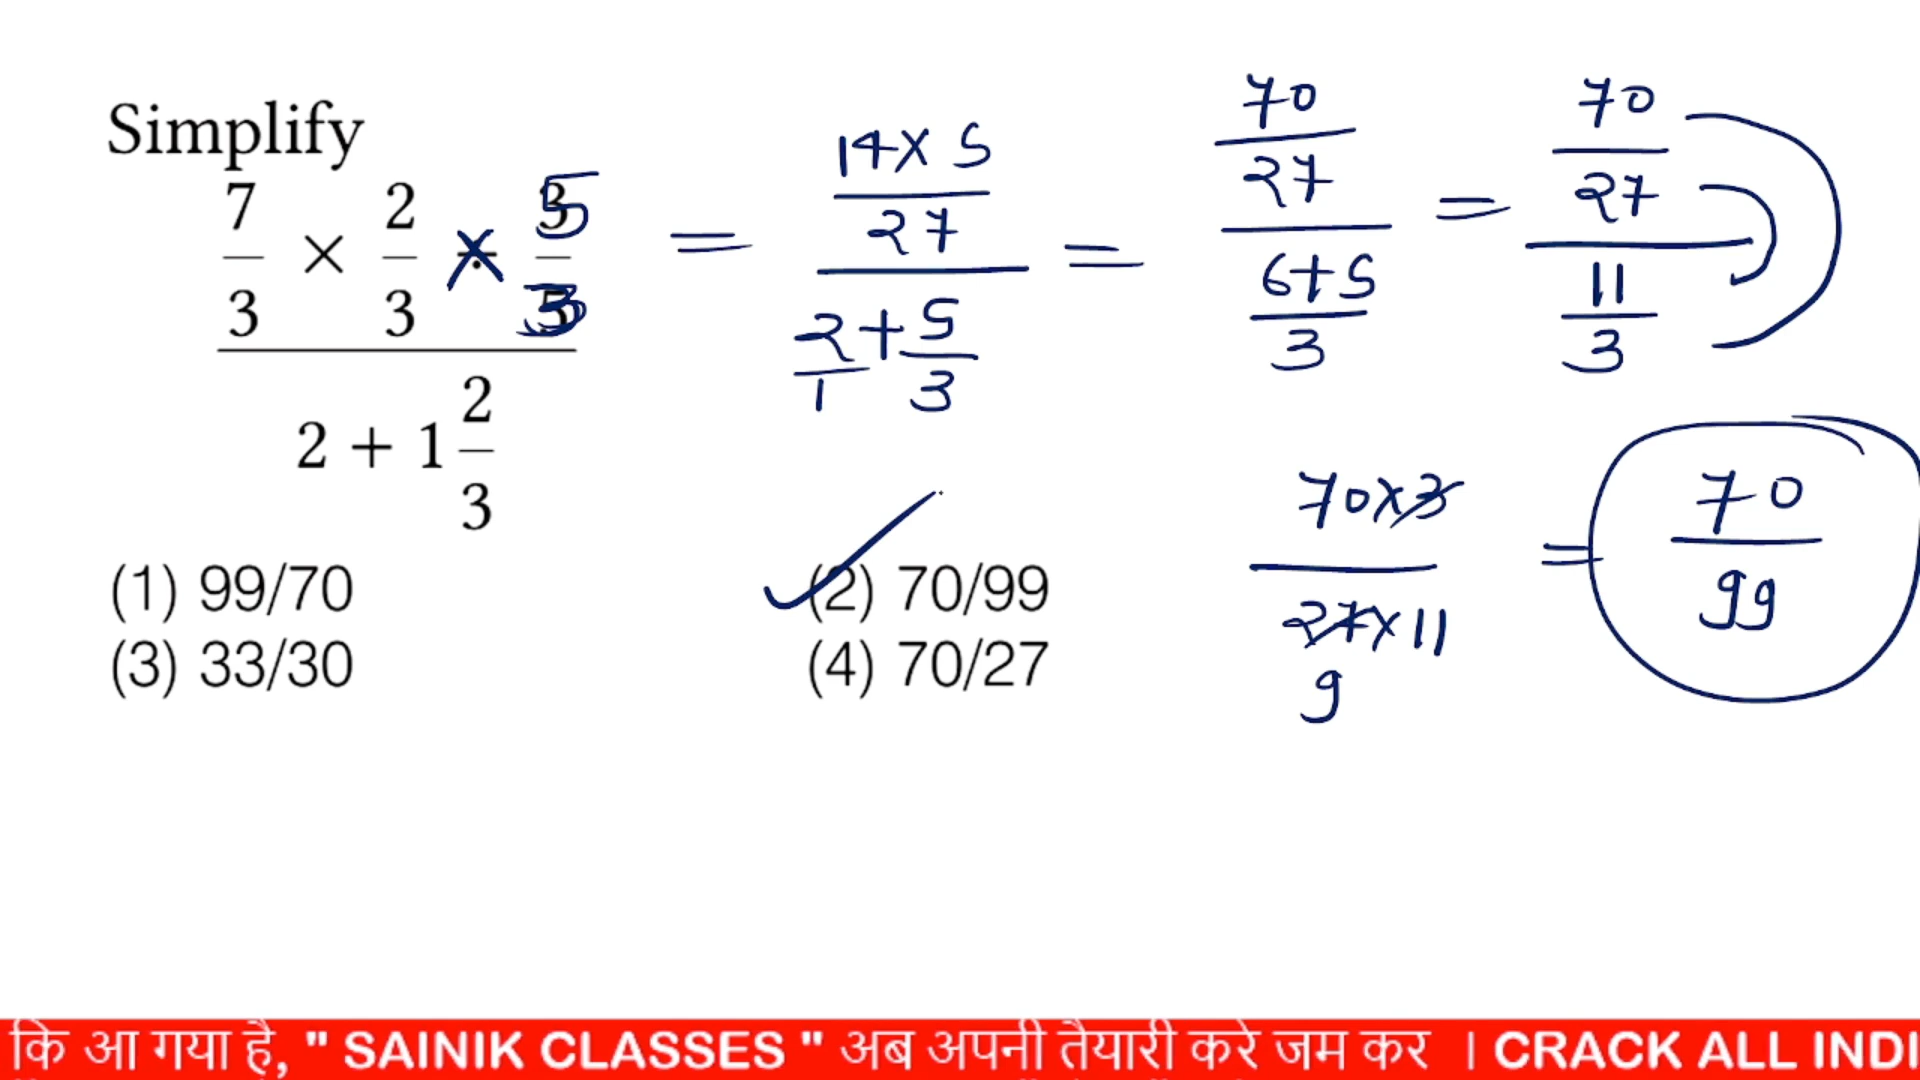 Simplify
7/3 × 2/3 ÷ 3/5
× 5/3
2 + 1 2/3
= 14 × 5 / 27
2/1 + 5/3
= 70/27
6+5 / 3
= 70/27
11/3
70×3
27×11
9
= 70/99
(1) 99/70
(2) 70/99
(3) 33/30
(4) 70/27
कि आ गया है, " SAINIK CLASSES " अब अपनी तैयारी करे जम कर | CRACK ALL INDI